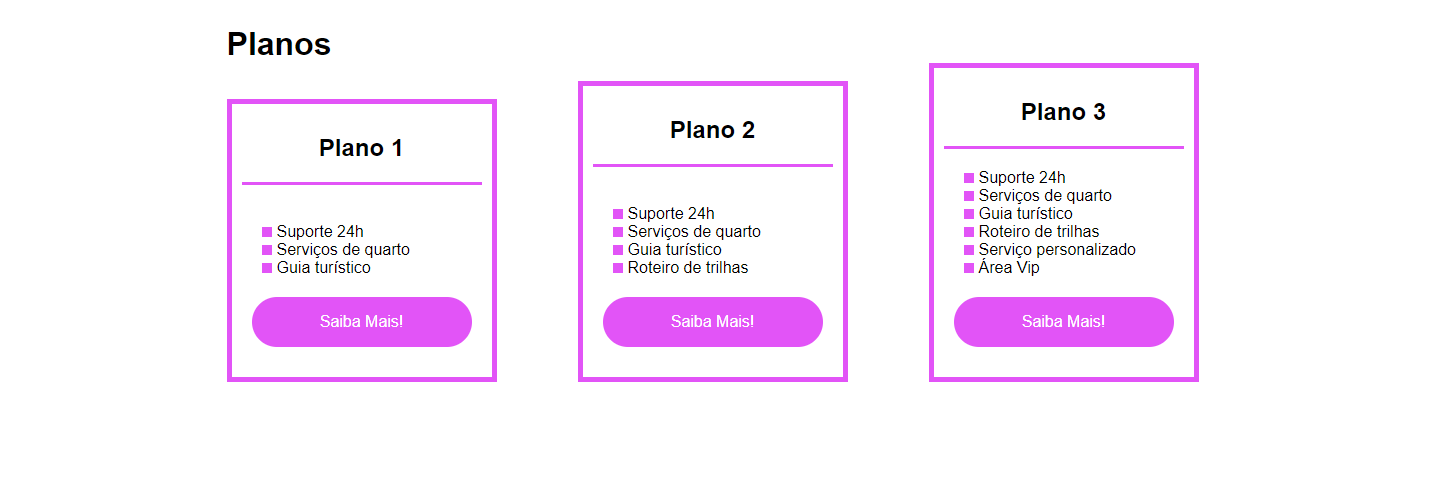 Planos
Plano 1
Suporte 24h
Serviços de quarto
Guia turístico
Saiba Mais!
Plano 2
Suporte 24h
Serviços de quarto
Guia turístico
Roteiro de trilhas
Saiba Mais!
Plano 3
Suporte 24h
Serviços de quarto
Guia turístico
Roteiro de trilhas
Serviço personalizado
Área Vip
Saiba Mais!